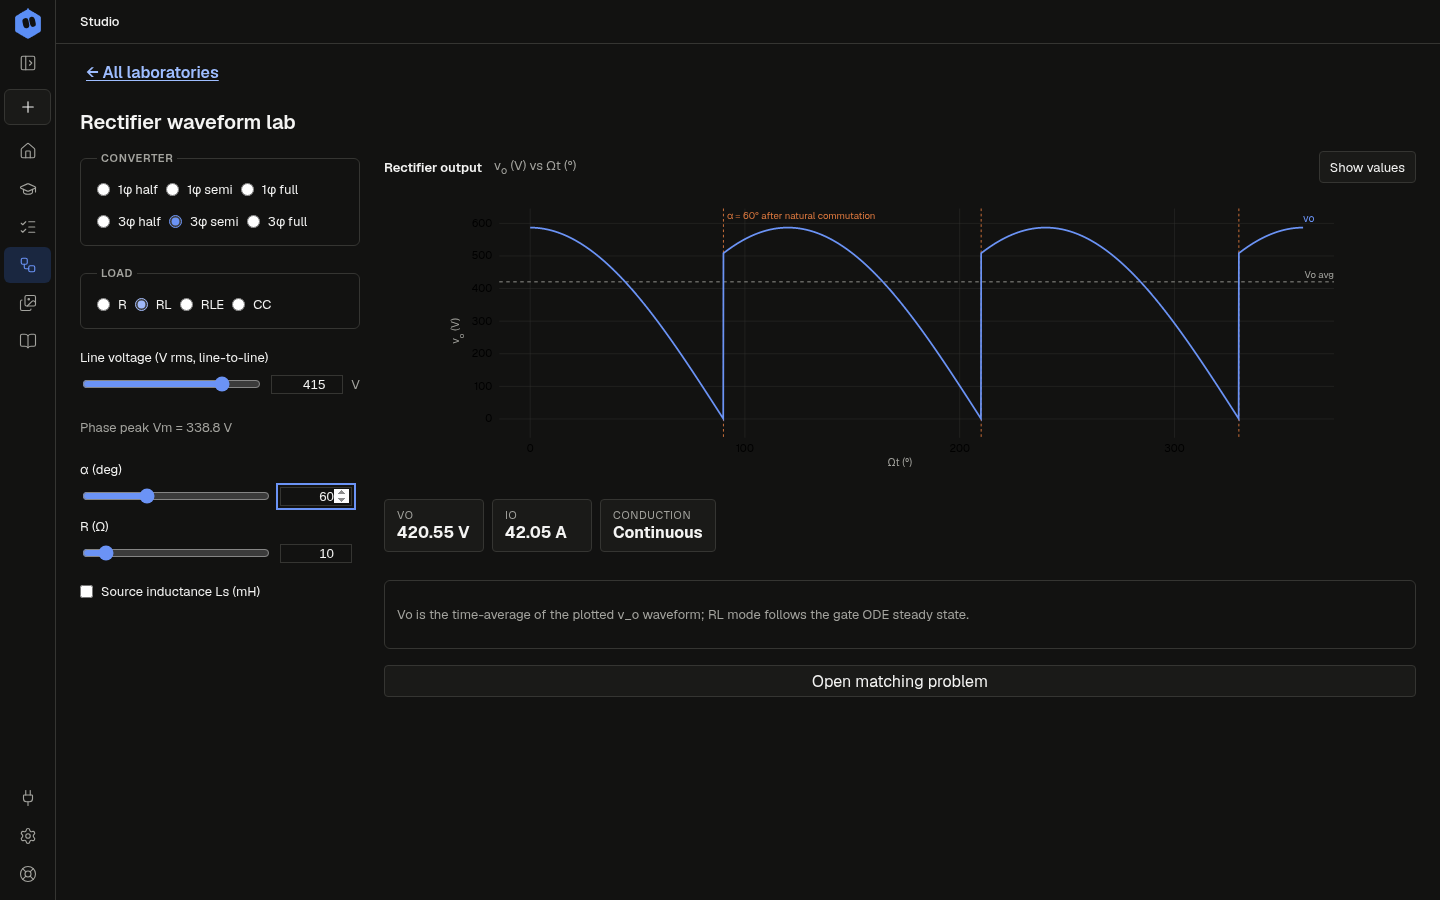 Studio
← All laboratories
Rectifier waveform lab
CONVERTER
1φ half 1φ semi 1φ full
3φ half 3φ semi 3φ full
LOAD
R RL RLE CC
Line voltage (V rms, line-to-line)
415 V
Phase peak Vm = 338.8 V
α (deg)
60
R (Ω)
10
Source inductance Ls (mH)
Rectifier output vo (V) vs Ωt (°)
Show values
α = 60° after natural commutation
vo
Vo avg
600
500
400
300
200
100
0
vo (V)
0 100 200 300
Ωt (°)
VO
420.55 V
IO
42.05 A
CONDUCTION
Continuous
Vo is the time-average of the plotted v_o waveform; RL mode follows the gate ODE steady state.
Open matching problem